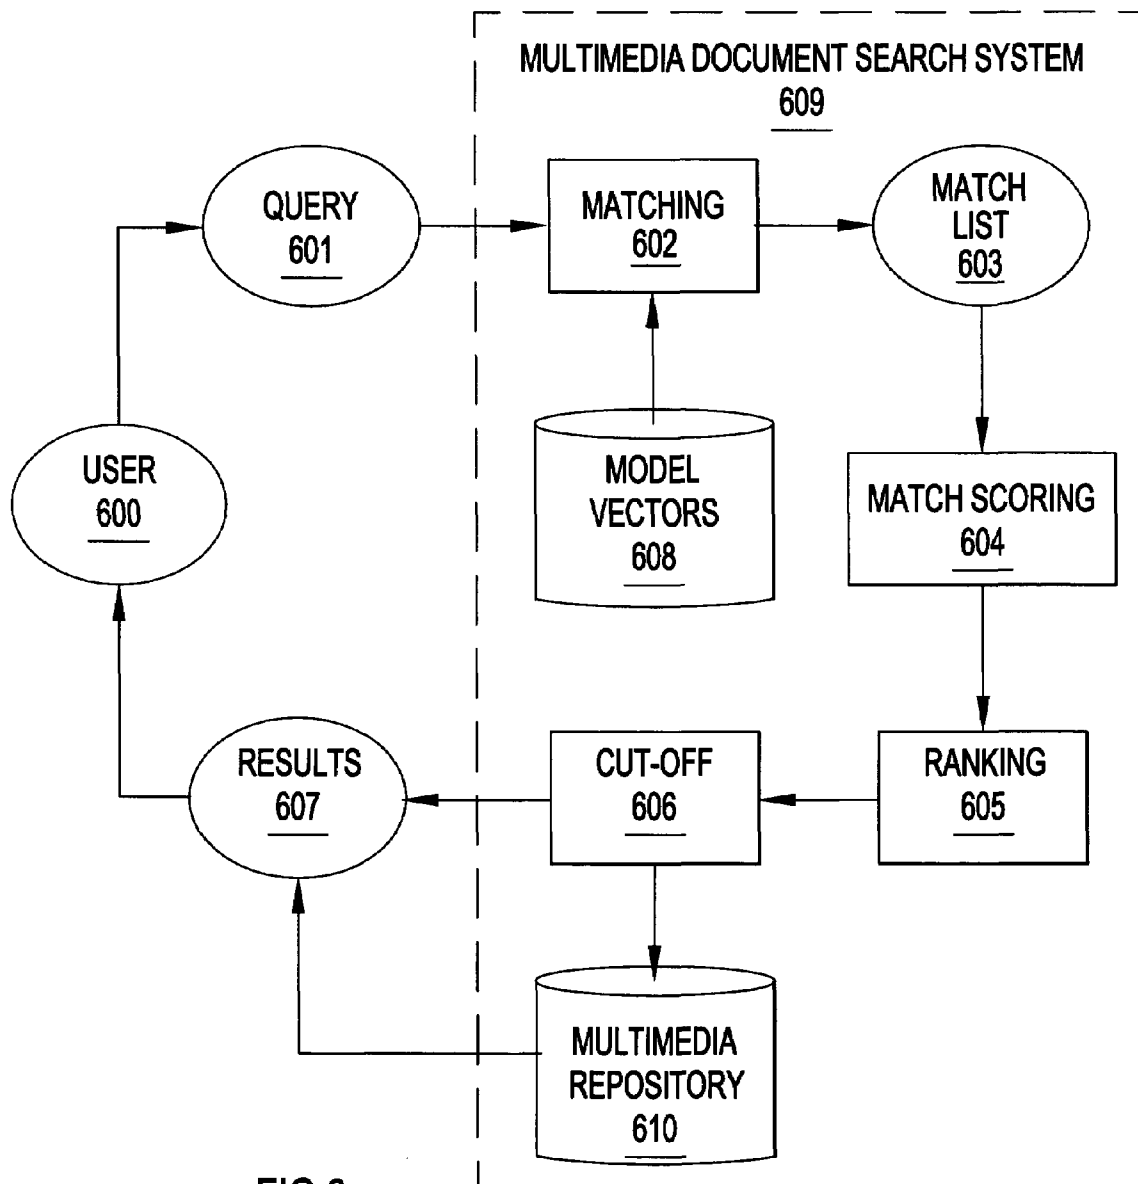 MULTIMEDIA DOCUMENT SEARCH SYSTEM
609
QUERY
601
MATCHING
602
MATCH
LIST
603
USER
600
MODEL
VECTORS
608
MATCH SCORING
604
RESULTS
607
CUT-OFF
606
RANKING
605
MULTIMEDIA
REPOSITORY
610